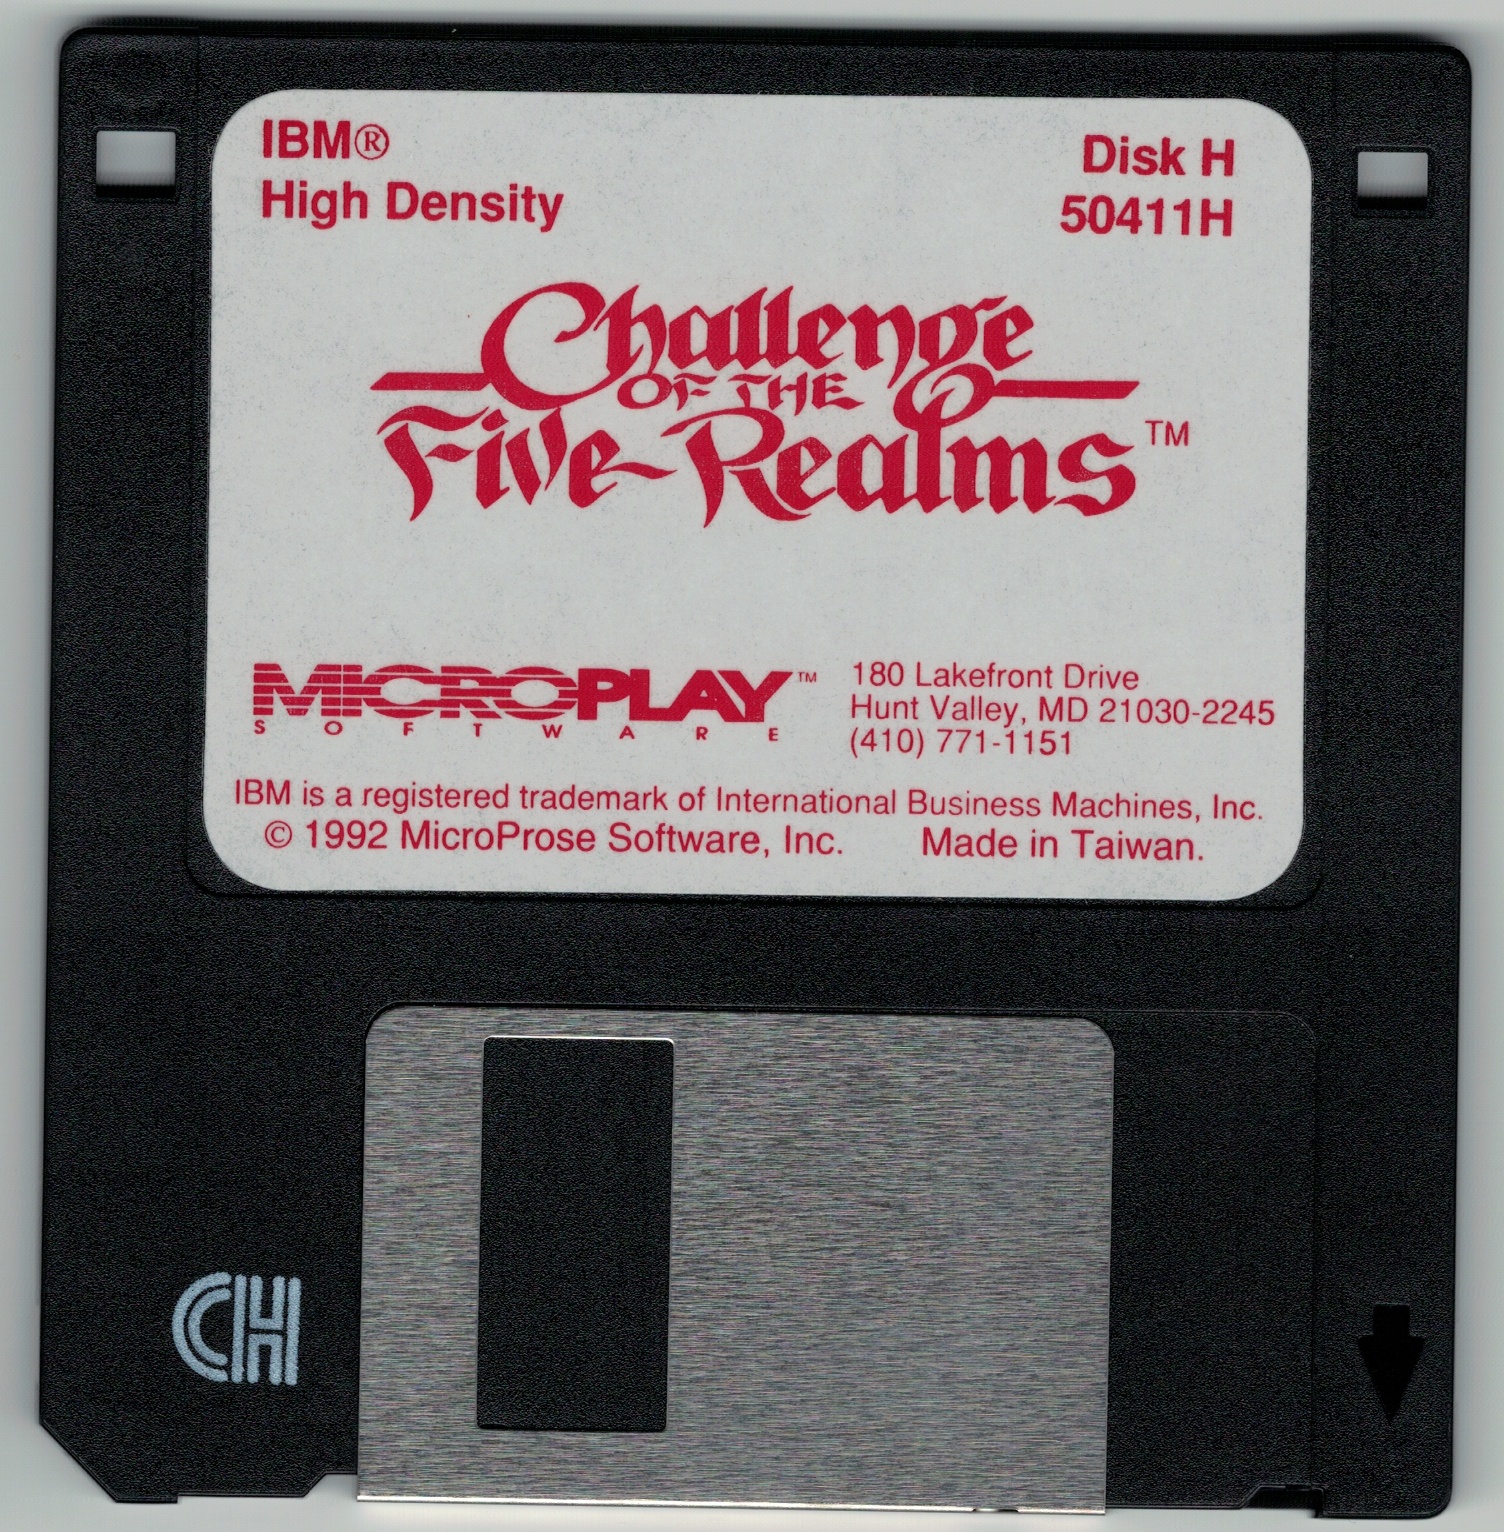 IBM®
High Density
Disk H
50411H
Challenge
OF THE
Five Realms™
MICROPLAY™
SOFTWARE
180 Lakefront Drive
Hunt Valley, MD 21030-2245
(410) 771-1151
IBM is a registered trademark of International Business Machines, Inc.
© 1992 MicroProse Software, Inc. Made in Taiwan.
CH